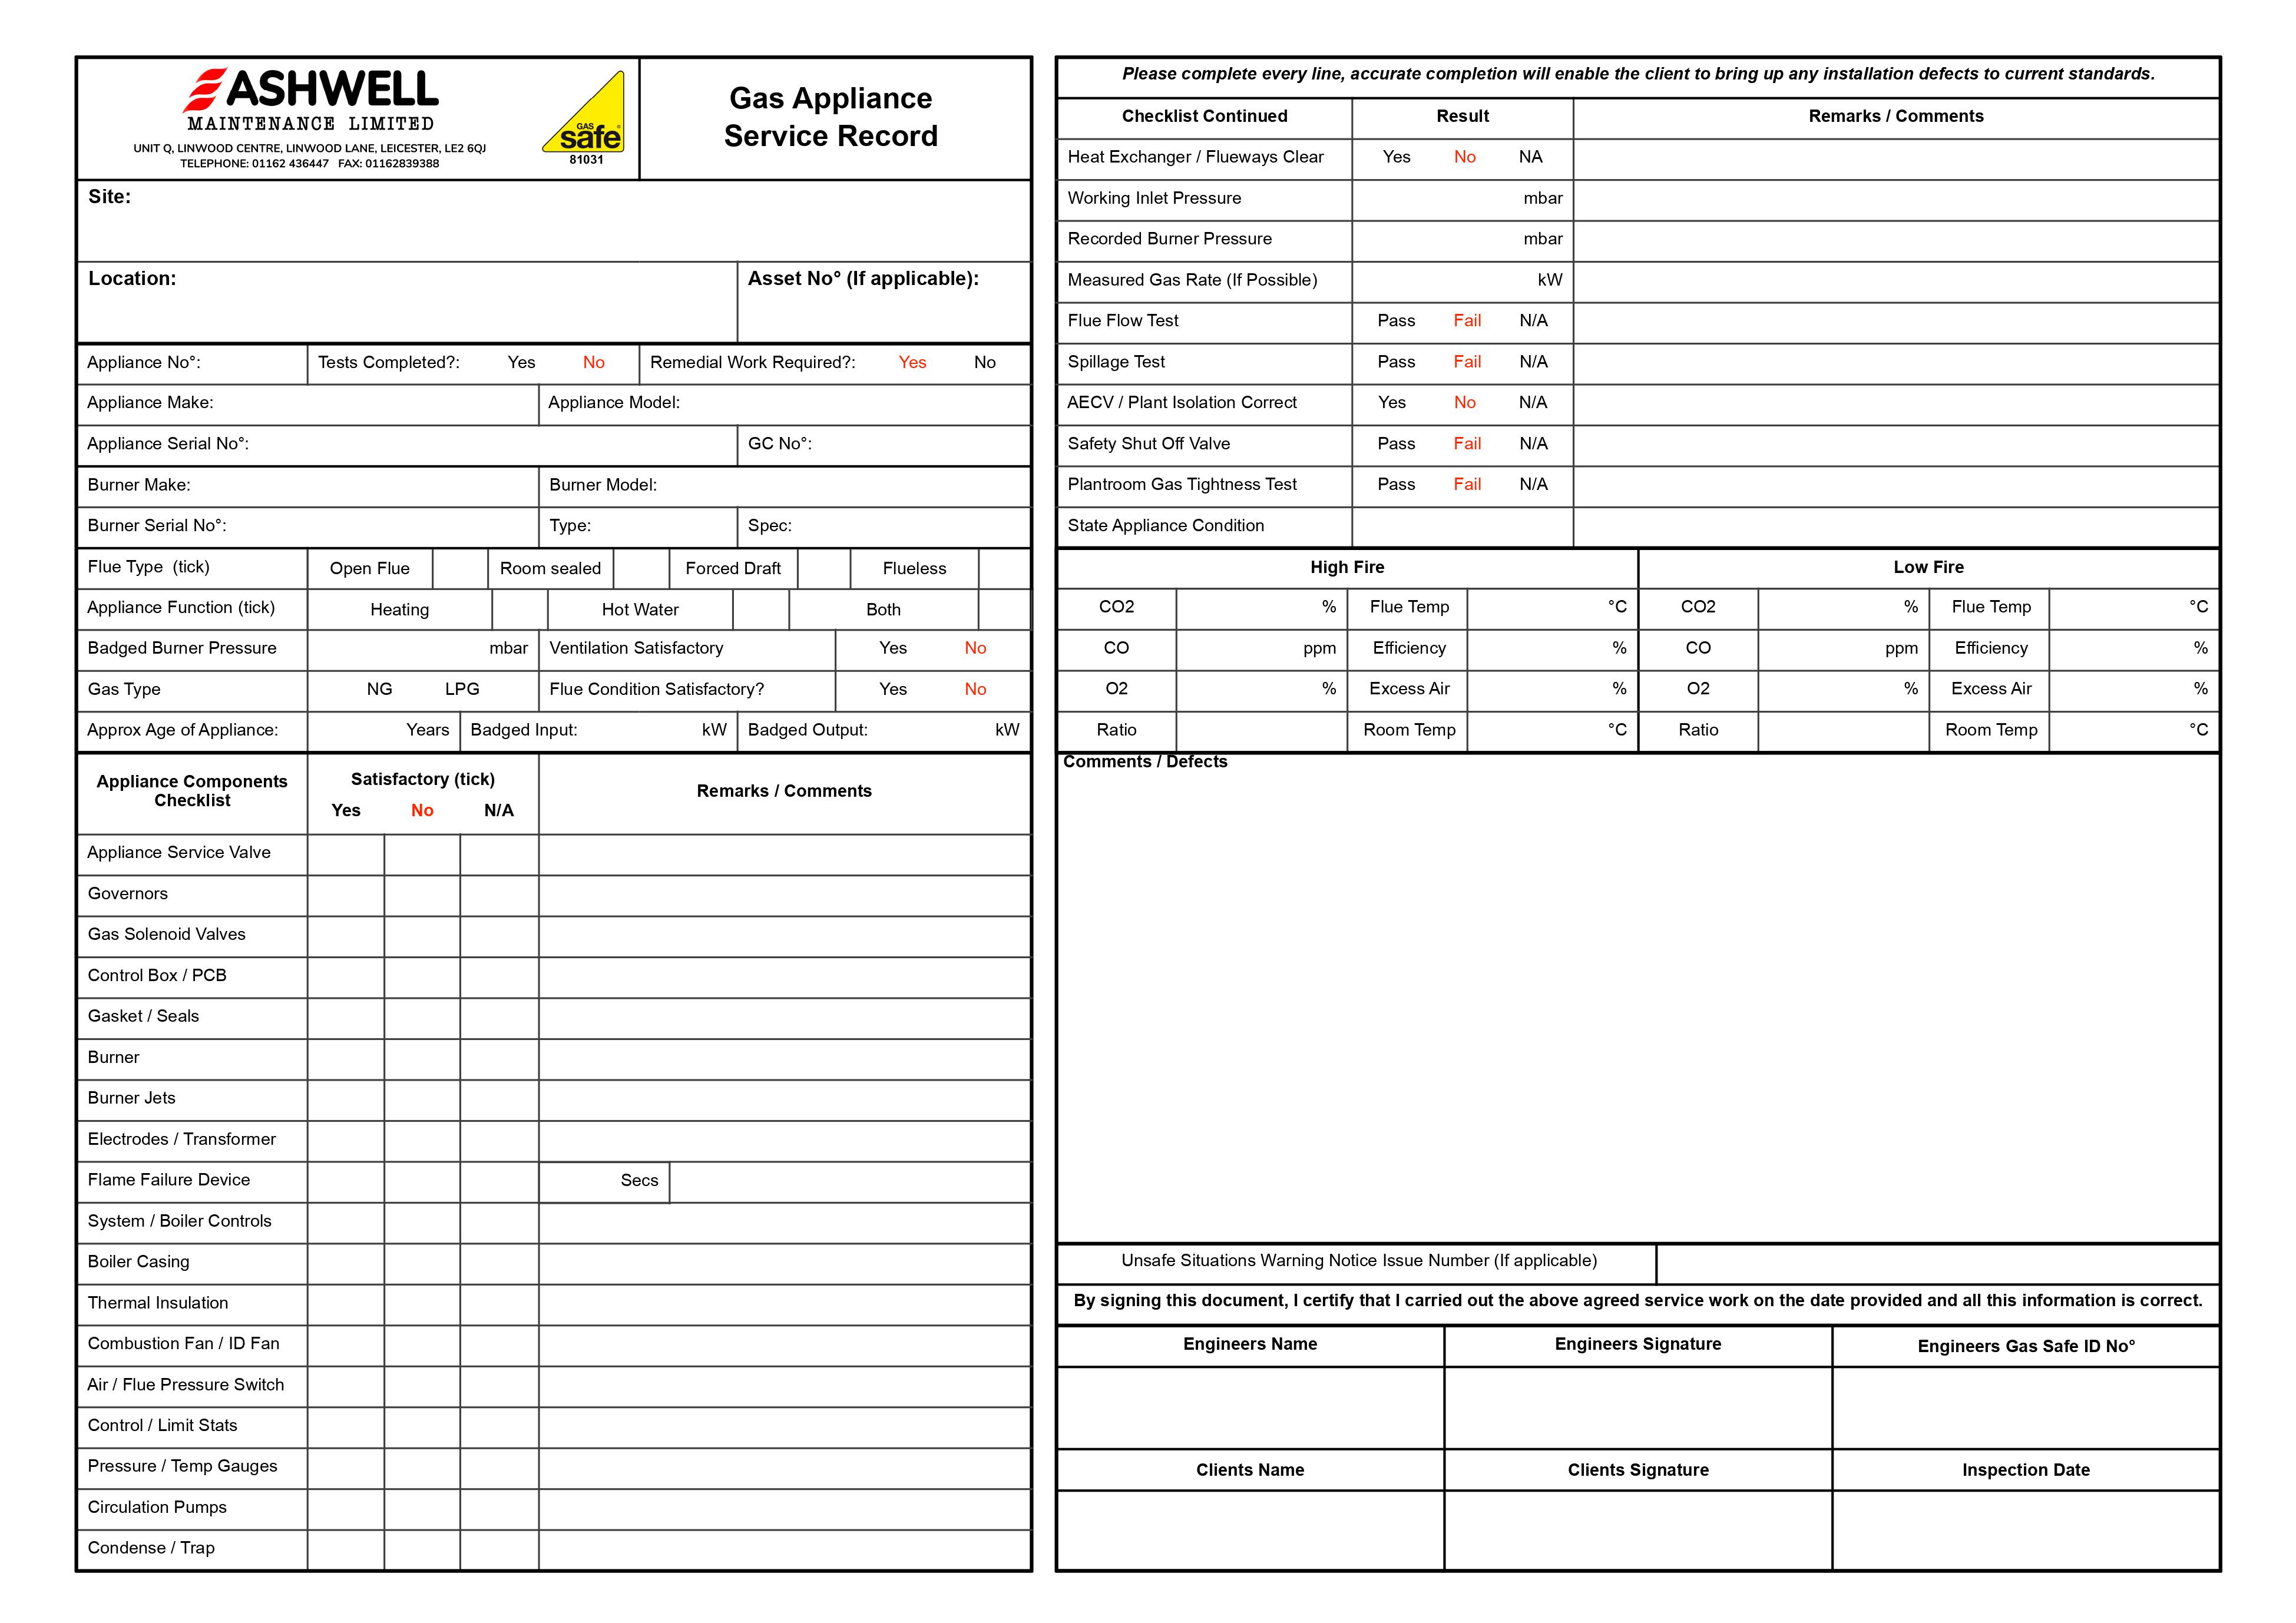 ASHWELL
MAINTENANCE LIMITED
UNIT Q, LINWOOD CENTRE, LINWOOD LANE, LEICESTER, LE2 6QJ
TELEPHONE: 01162 436447 FAX: 01162839388
GAS
safe
81031
Gas Appliance
Service Record
Site:
Location:
Asset No° (If applicable):
Appliance No°: Tests Completed?: Yes No Remedial Work Required?: Yes No
Appliance Make: Appliance Model:
Appliance Serial No°: GC No°:
Burner Make: Burner Model:
Burner Serial No°: Type: Spec:
Flue Type (tick) Open Flue Room sealed Forced Draft Flueless
Appliance Function (tick) Heating Hot Water Both
Badged Burner Pressure mbar Ventilation Satisfactory Yes No
Gas Type NG LPG Flue Condition Satisfactory? Yes No
Approx Age of Appliance: Years Badged Input: kW Badged Output: kW
Appliance Components
Checklist
Satisfactory (tick)
Yes No N/A
Remarks / Comments
Appliance Service Valve
Governors
Gas Solenoid Valves
Control Box / PCB
Gasket / Seals
Burner
Burner Jets
Electrodes / Transformer
Flame Failure Device Secs
System / Boiler Controls
Boiler Casing
Thermal Insulation
Combustion Fan / ID Fan
Air / Flue Pressure Switch
Control / Limit Stats
Pressure / Temp Gauges
Circulation Pumps
Condense / Trap
Please complete every line, accurate completion will enable the client to bring up any installation defects to current standards.
Checklist Continued Result Remarks / Comments
Heat Exchanger / Flueways Clear Yes No NA
Working Inlet Pressure mbar
Recorded Burner Pressure mbar
Measured Gas Rate (If Possible) kW
Flue Flow Test Pass Fail N/A
Spillage Test Pass Fail N/A
AECV / Plant Isolation Correct Yes No N/A
Safety Shut Off Valve Pass Fail N/A
Plantroom Gas Tightness Test Pass Fail N/A
State Appliance Condition
High Fire Low Fire
CO2 % Flue Temp °C CO2 % Flue Temp °C
CO ppm Efficiency % CO ppm Efficiency %
O2 % Excess Air % O2 % Excess Air %
Ratio Room Temp °C Ratio Room Temp °C
Comments / Defects
Unsafe Situations Warning Notice Issue Number (If applicable)
By signing this document, I certify that I carried out the above agreed service work on the date provided and all this information is correct.
Engineers Name Engineers Signature Engineers Gas Safe ID No°
Clients Name Clients Signature Inspection Date